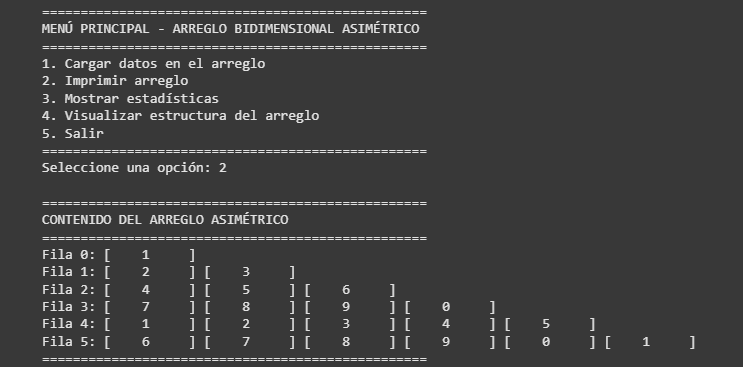 ==================================================
MENÚ PRINCIPAL - ARREGLO BIDIMENSIONAL ASIMÉTRICO
==================================================
1. Cargar datos en el arreglo
2. Imprimir arreglo
3. Mostrar estadísticas
4. Visualizar estructura del arreglo
5. Salir
==================================================
Seleccione una opción: 2

==================================================
CONTENIDO DEL ARREGLO ASIMÉTRICO
==================================================
Fila 0: [    1     ]
Fila 1: [    2     ] [    3     ]
Fila 2: [    4     ] [    5     ] [    6     ]
Fila 3: [    7     ] [    8     ] [    9     ] [    0     ]
Fila 4: [    1     ] [    2     ] [    3     ] [    4     ] [    5     ]
Fila 5: [    6     ] [    7     ] [    8     ] [    9     ] [    0     ] [    1     ]
==================================================